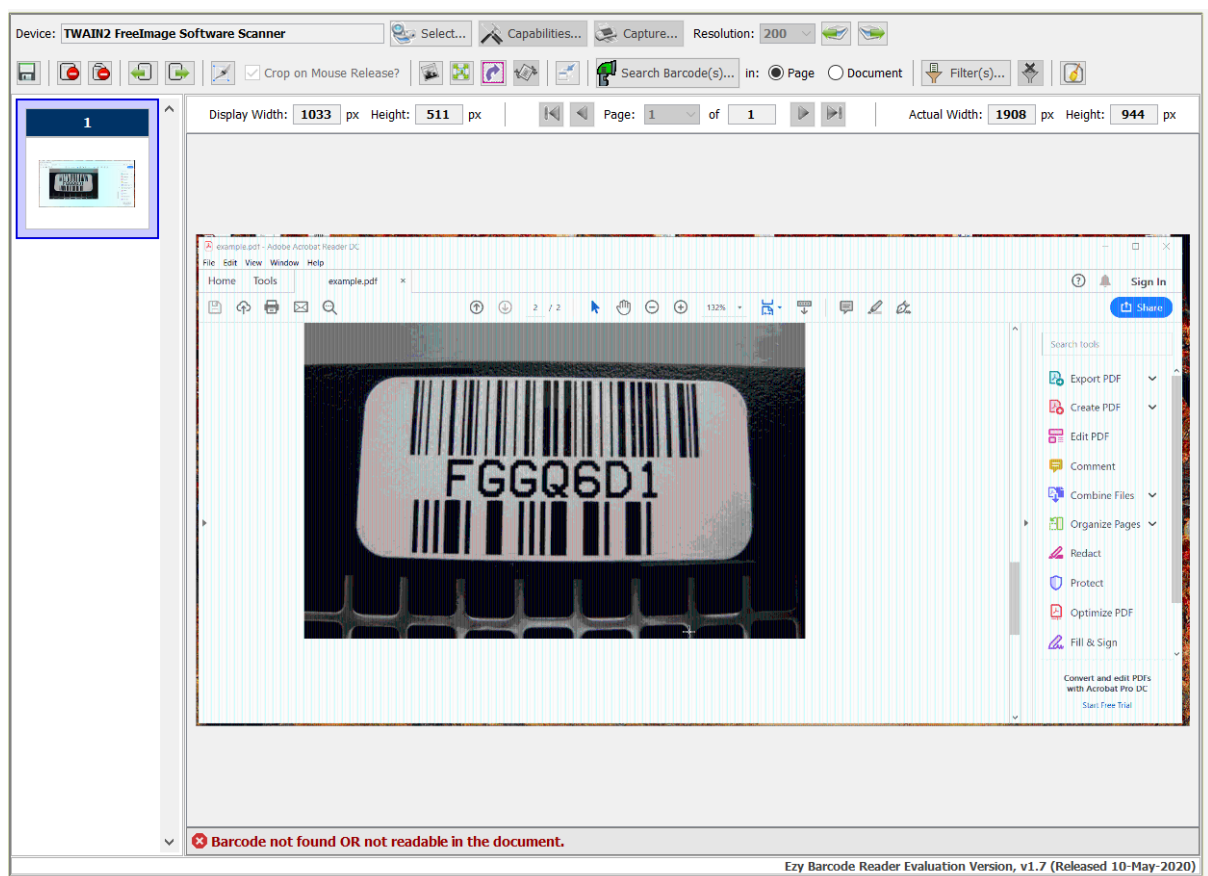 Device: TWAIN2 FreeImage Software Scanner Select... Capabilities... Capture... Resolution: 200
Crop on Mouse Release? Search Barcode(s)... in: Page Document Filter(s)...
1
Display Width: 1033 px Height: 511 px Page: 1 of 1 Actual Width: 1908 px Height: 944 px
example.pdf - Adobe Acrobat Reader DC
File Edit View Window Help
Home Tools example.pdf × Sign In
2 / 2 132% Share
Search tools
Export PDF
Create PDF
Edit PDF
Comment
Combine Files
Organize Pages
Redact
Protect
Optimize PDF
Fill & Sign
Convert and edit PDFs
with Acrobat Pro DC
Start Free Trial
FGGQ6D1
Barcode not found OR not readable in the document.
Ezy Barcode Reader Evaluation Version, v1.7 (Released 10-May-2020)